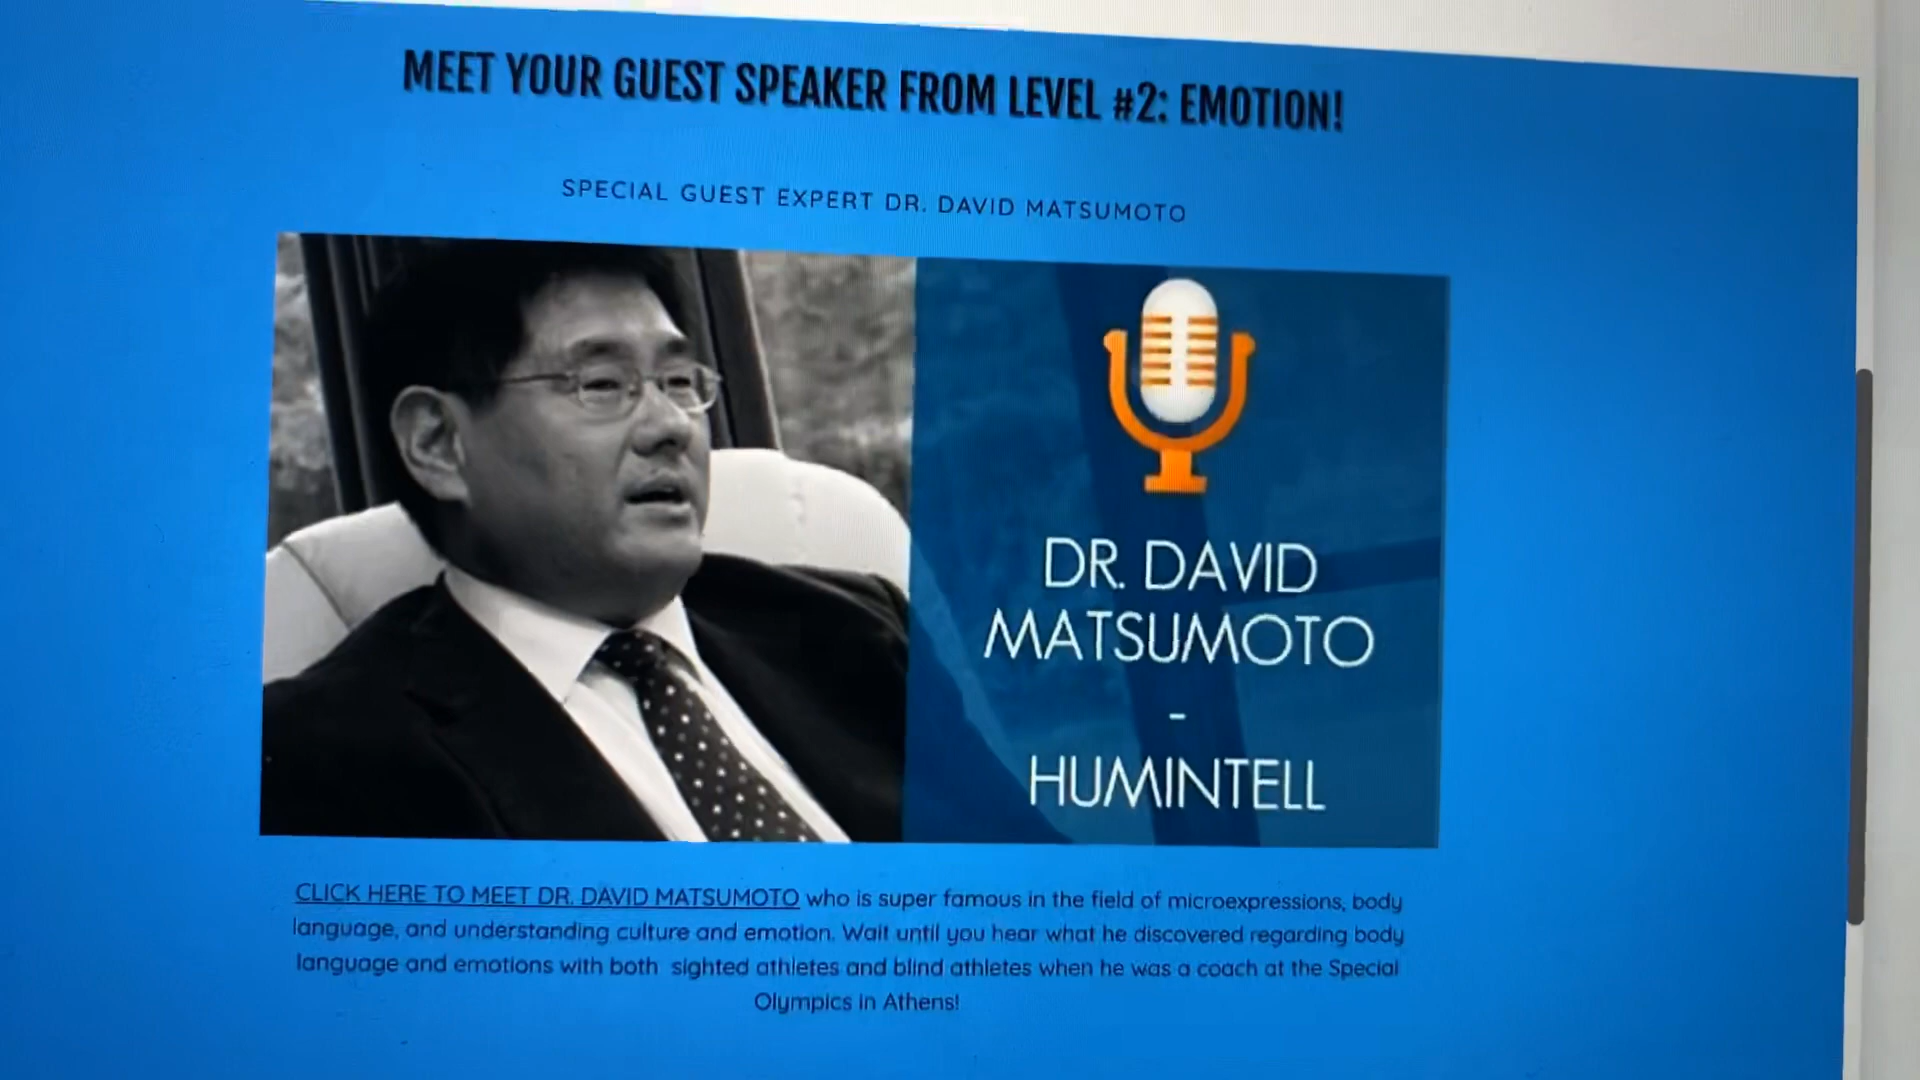 MEET YOUR GUEST SPEAKER FROM LEVEL #2: EMOTION!
SPECIAL GUEST EXPERT DR. DAVID MATSUMOTO
DR. DAVID
MATSUMOTO
-
HUMINTELL
CLICK HERE TO MEET DR. DAVID MATSUMOTO who is super famous in the field of microexpressions, body
language, and understanding culture and emotion. Wait until you hear what he discovered regarding body
language and emotions with both sighted athletes and blind athletes when he was a coach at the Special
Olympics in Athens!